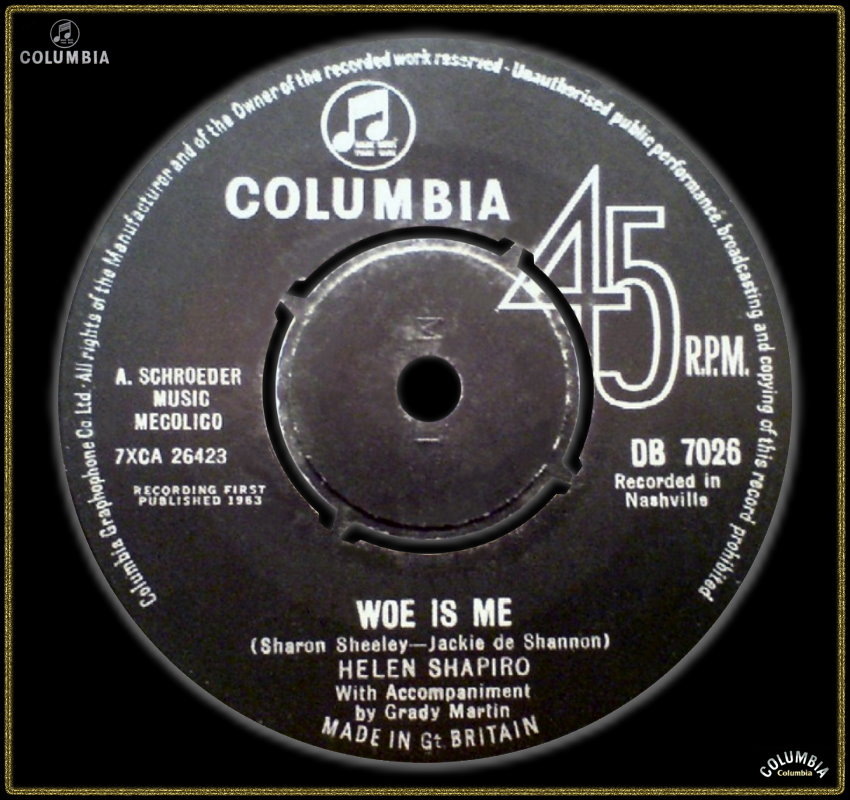 COLUMBIA
Columbia Graphophone Co Ltd · All rights of the Manufacturer and of the Owner of the recorded work reserved · Unauthorised public performance, broadcasting and copying of this record prohibited
COLUMBIA
45 R.P.M.
A. SCHROEDER
MUSIC
MECOLICO
7XCA 26423
RECORDING FIRST
PUBLISHED 1963
DB 7026
Recorded in
Nashville
WOE IS ME
(Sharon Sheeley—Jackie de Shannon)
HELEN SHAPIRO
With Accompaniment
by Grady Martin
MADE IN Gt. BRITAIN
COLUMBIA
Columbia